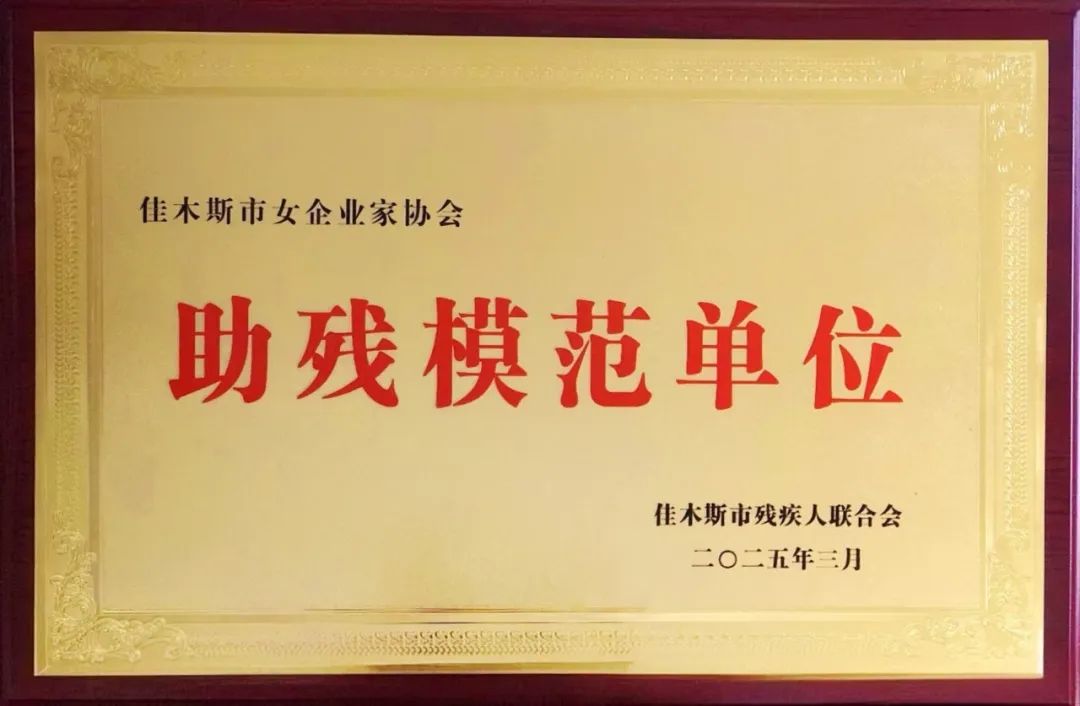 佳木斯市女企业家协会
助残模范单位
佳木斯市残疾人联合会
二〇二五年三月